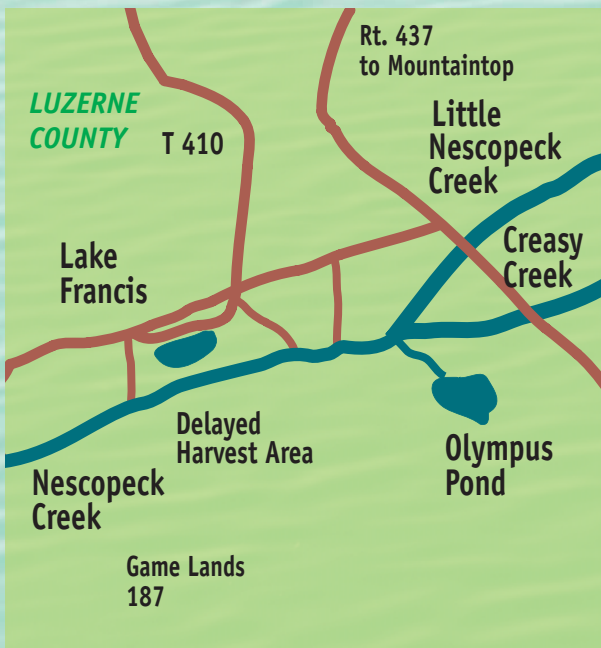 Rt. 437
to Mountaintop
LUZERNE
COUNTY
T 410
Little
Nescopeck
Creek
Creasy
Creek
Lake
Francis
Delayed
Harvest Area
Olympus
Pond
Nescopeck
Creek
Game Lands
187